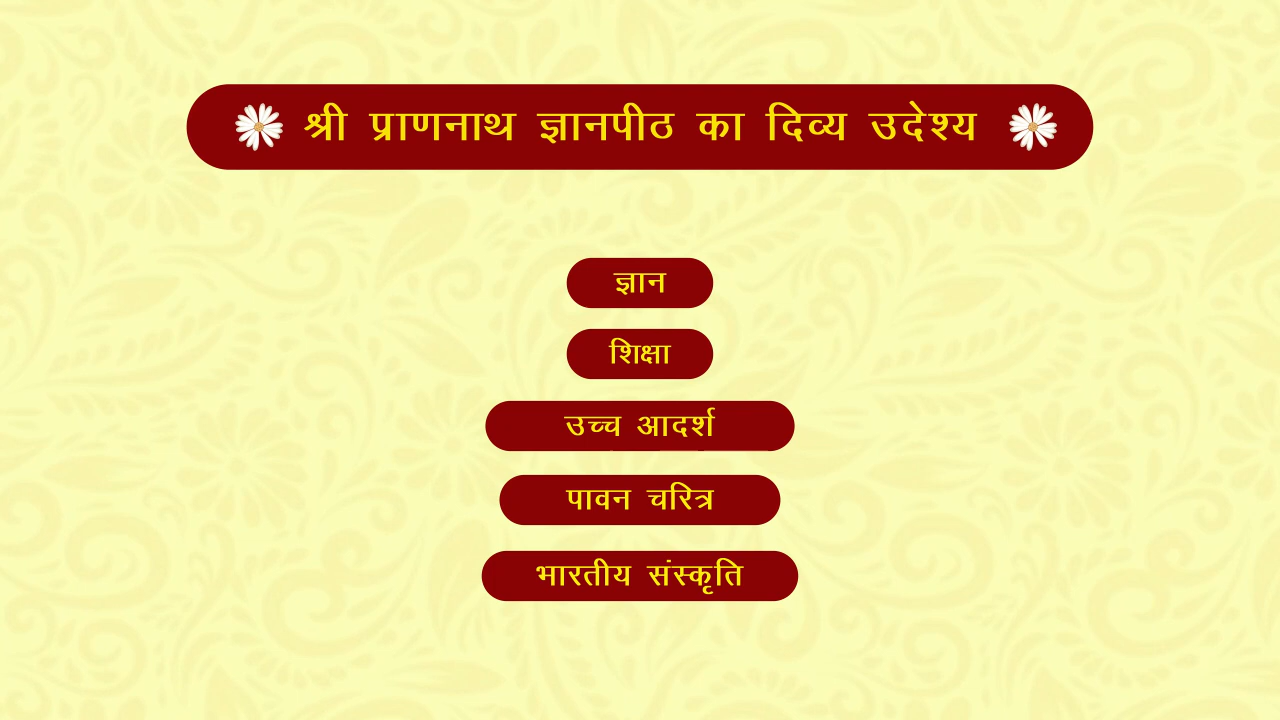 श्री प्राणनाथ ज्ञानपीठ का दिव्य उदेश्य
ज्ञान
शिक्षा
उच्च आदर्श
पावन चरित्र
भारतीय संस्कृति